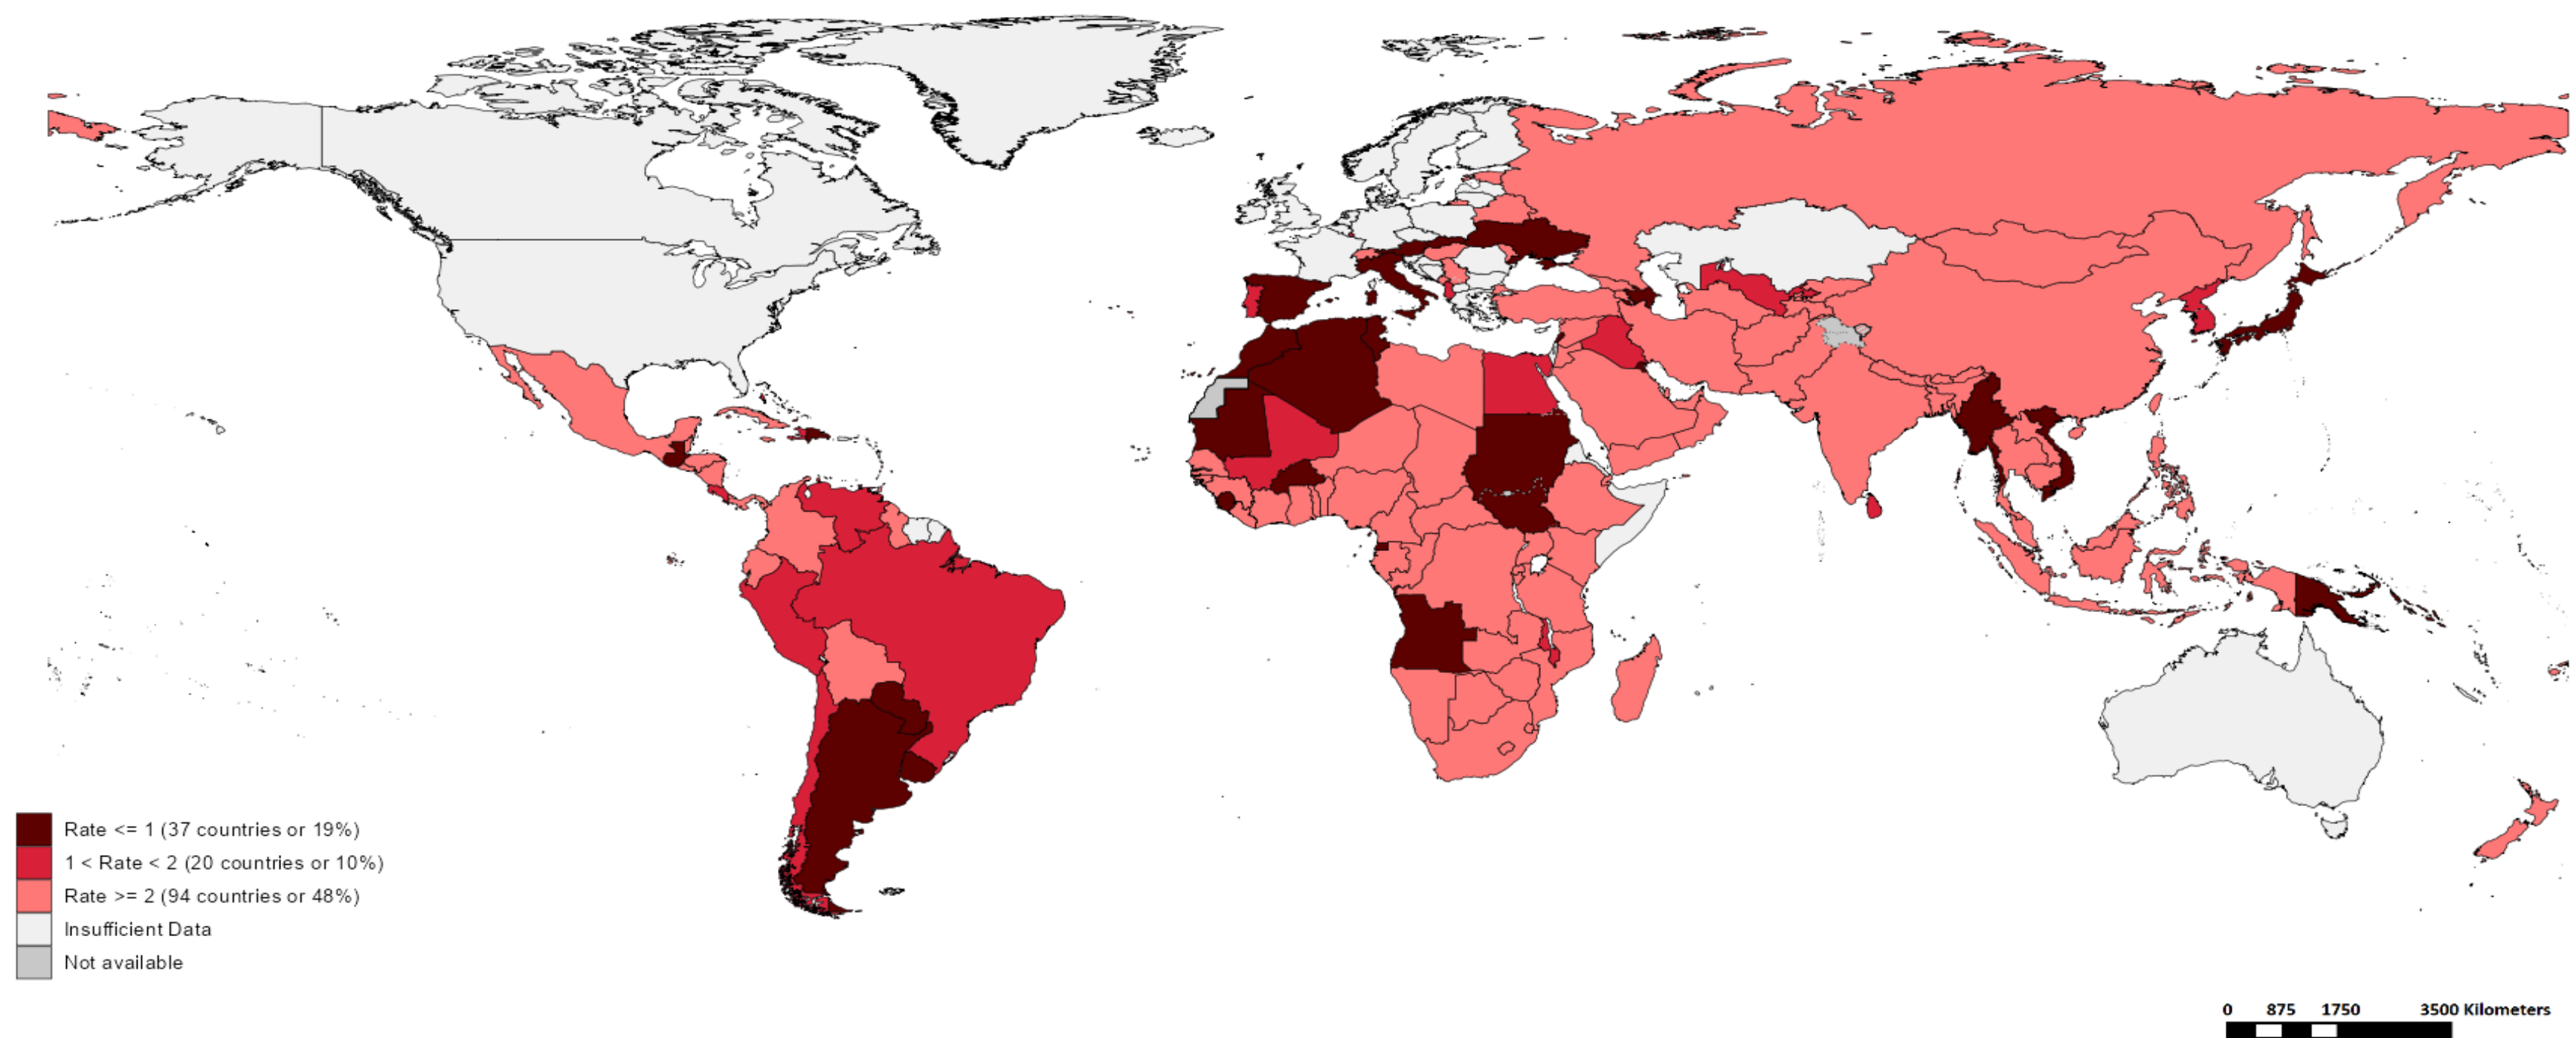 Rate <= 1 (37 countries or 19%)
1 < Rate < 2 (20 countries or 10%)
Rate >= 2 (94 countries or 48%)
Insufficient Data
Not available
0 875 1750 3500 Kilometers